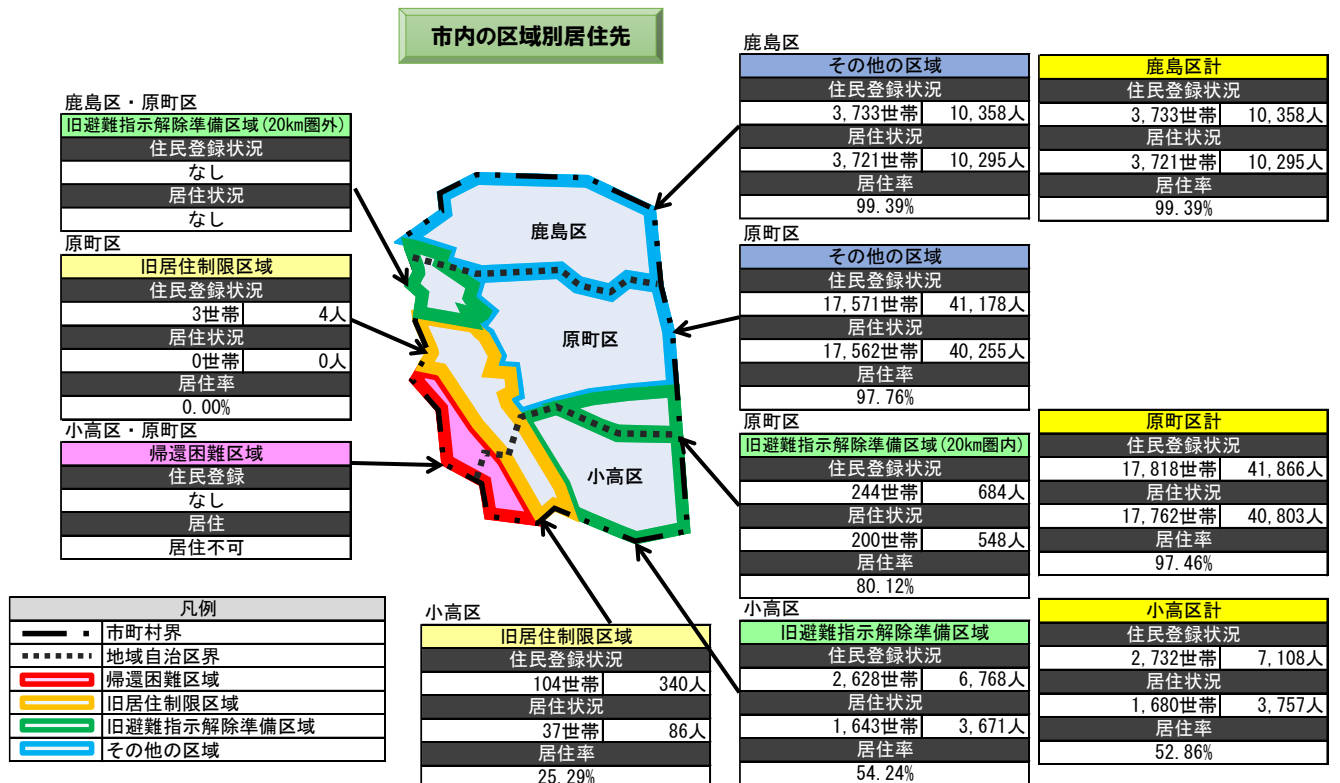 市内の区域別居住先
鹿島区・原町区
旧避難指示解除準備区域(20km圏外)
住民登録状況
なし
居住状況
なし
原町区
旧居住制限区域
住民登録状況
3世帯 4人
居住状況
0世帯 0人
居住率
0.00%
小高区・原町区
帰還困難区域
住民登録
なし
居住
居住不可
鹿島区
原町区
小高区
鹿島区
その他の区域
住民登録状況
3,733世帯 10,358人
居住状況
3,721世帯 10,295人
居住率
99.39%
鹿島区計
住民登録状況
3,733世帯 10,358人
居住状況
3,721世帯 10,295人
居住率
99.39%
原町区
その他の区域
住民登録状況
17,571世帯 41,178人
居住状況
17,562世帯 40,255人
居住率
97.76%
原町区
旧避難指示解除準備区域(20km圏内)
住民登録状況
244世帯 684人
居住状況
200世帯 548人
居住率
80.12%
原町区計
住民登録状況
17,818世帯 41,866人
居住状況
17,762世帯 40,803人
居住率
97.46%
凡例
市町村界
地域自治区界
帰還困難区域
旧居住制限区域
旧避難指示解除準備区域
その他の区域
小高区
旧居住制限区域
住民登録状況
104世帯 340人
居住状況
37世帯 86人
居住率
25.29%
小高区
旧避難指示解除準備区域
住民登録状況
2,628世帯 6,768人
居住状況
1,643世帯 3,671人
居住率
54.24%
小高区計
住民登録状況
2,732世帯 7,108人
居住状況
1,680世帯 3,757人
居住率
52.86%